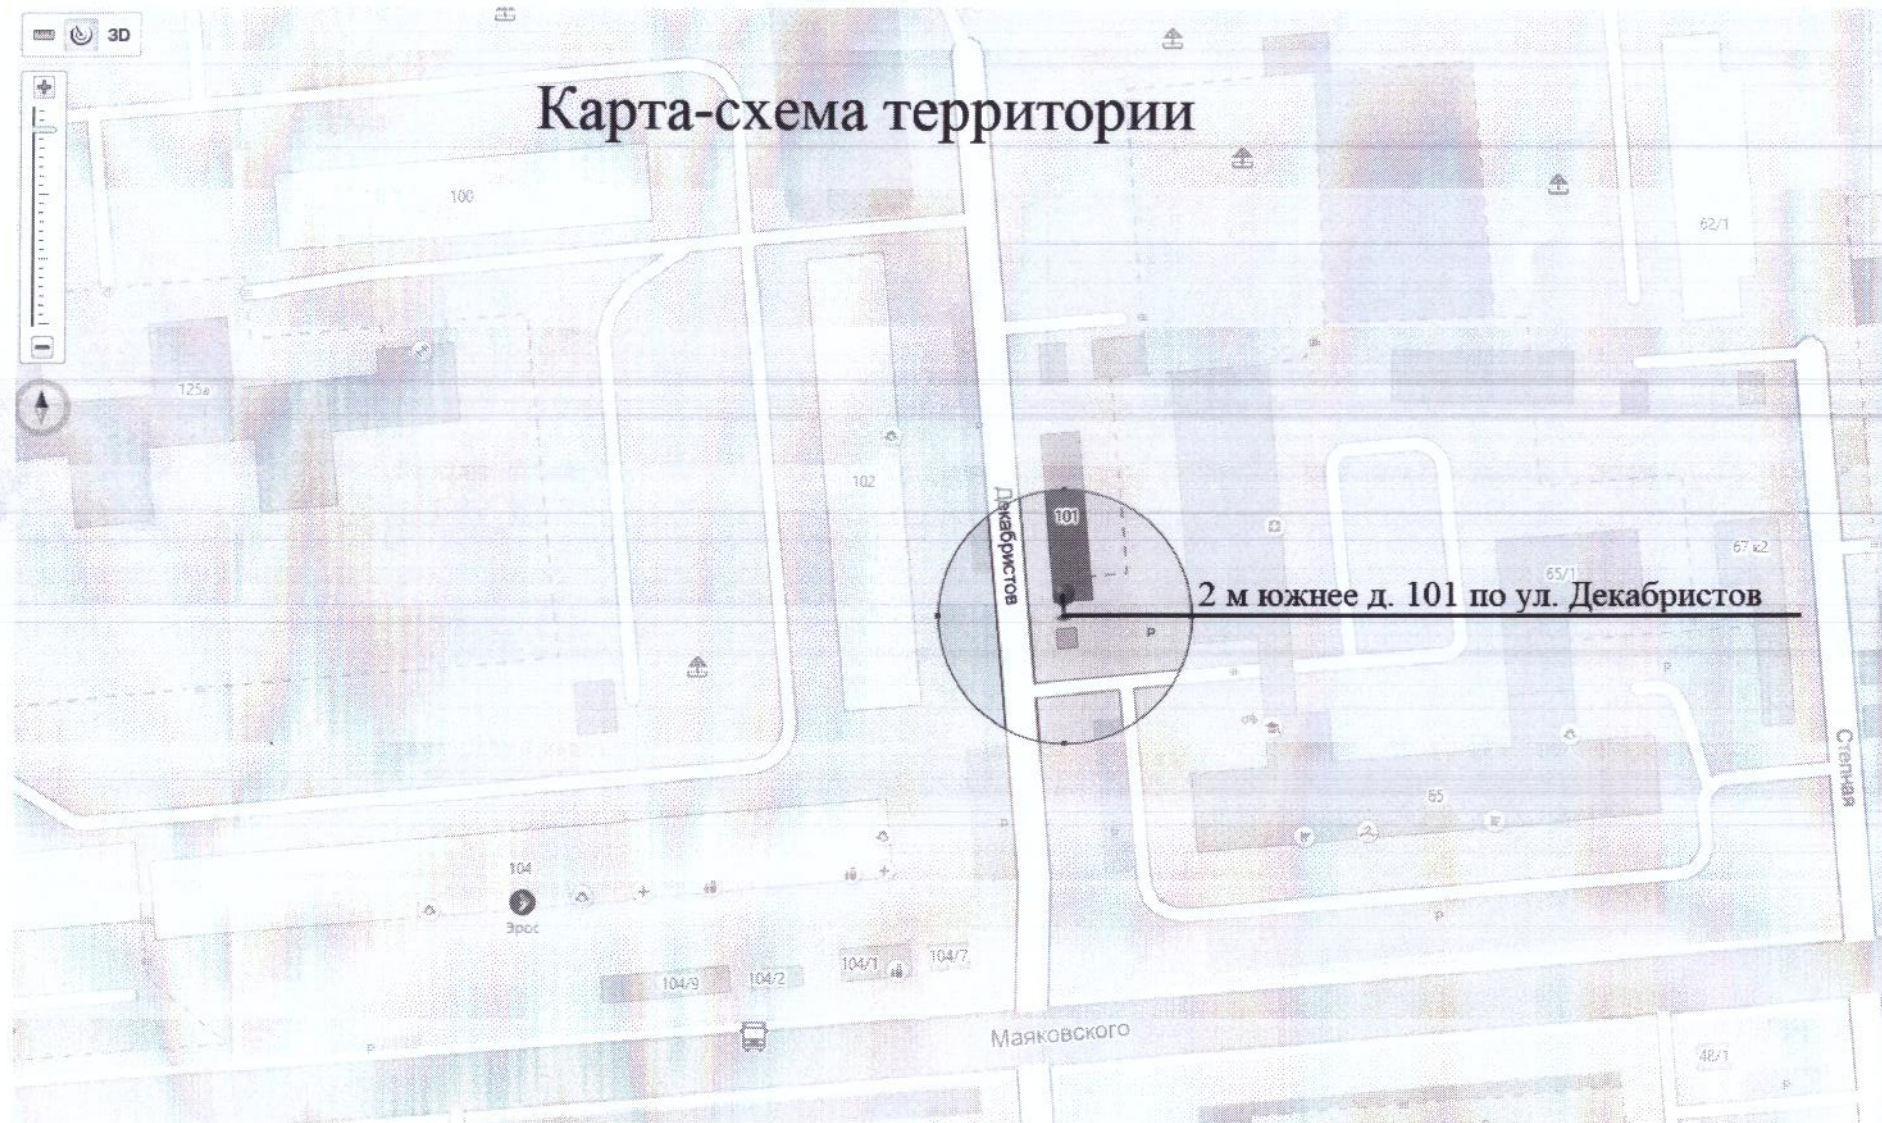 3D
Карта-схема территории
100
62/1
125а
102
Декабристов
101
67 к2
65/1
2 м южнее д. 101 по ул. Декабристов
P
P
Степная
65
104
Эрос
P
104/9
104/2
104/1
104/7
Маяковского
P
48/1
P